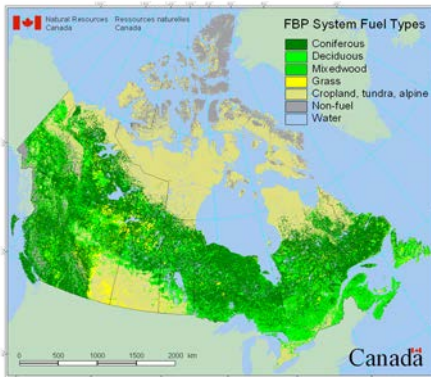 Natural Resources Ressources naturelles
Canada Canada
FBP System Fuel Types
Coniferous
Deciduous
Mixedwood
Grass
Cropland, tundra, alpine
Non-fuel
Water
0 500 1000 1500 2000 km
Canada